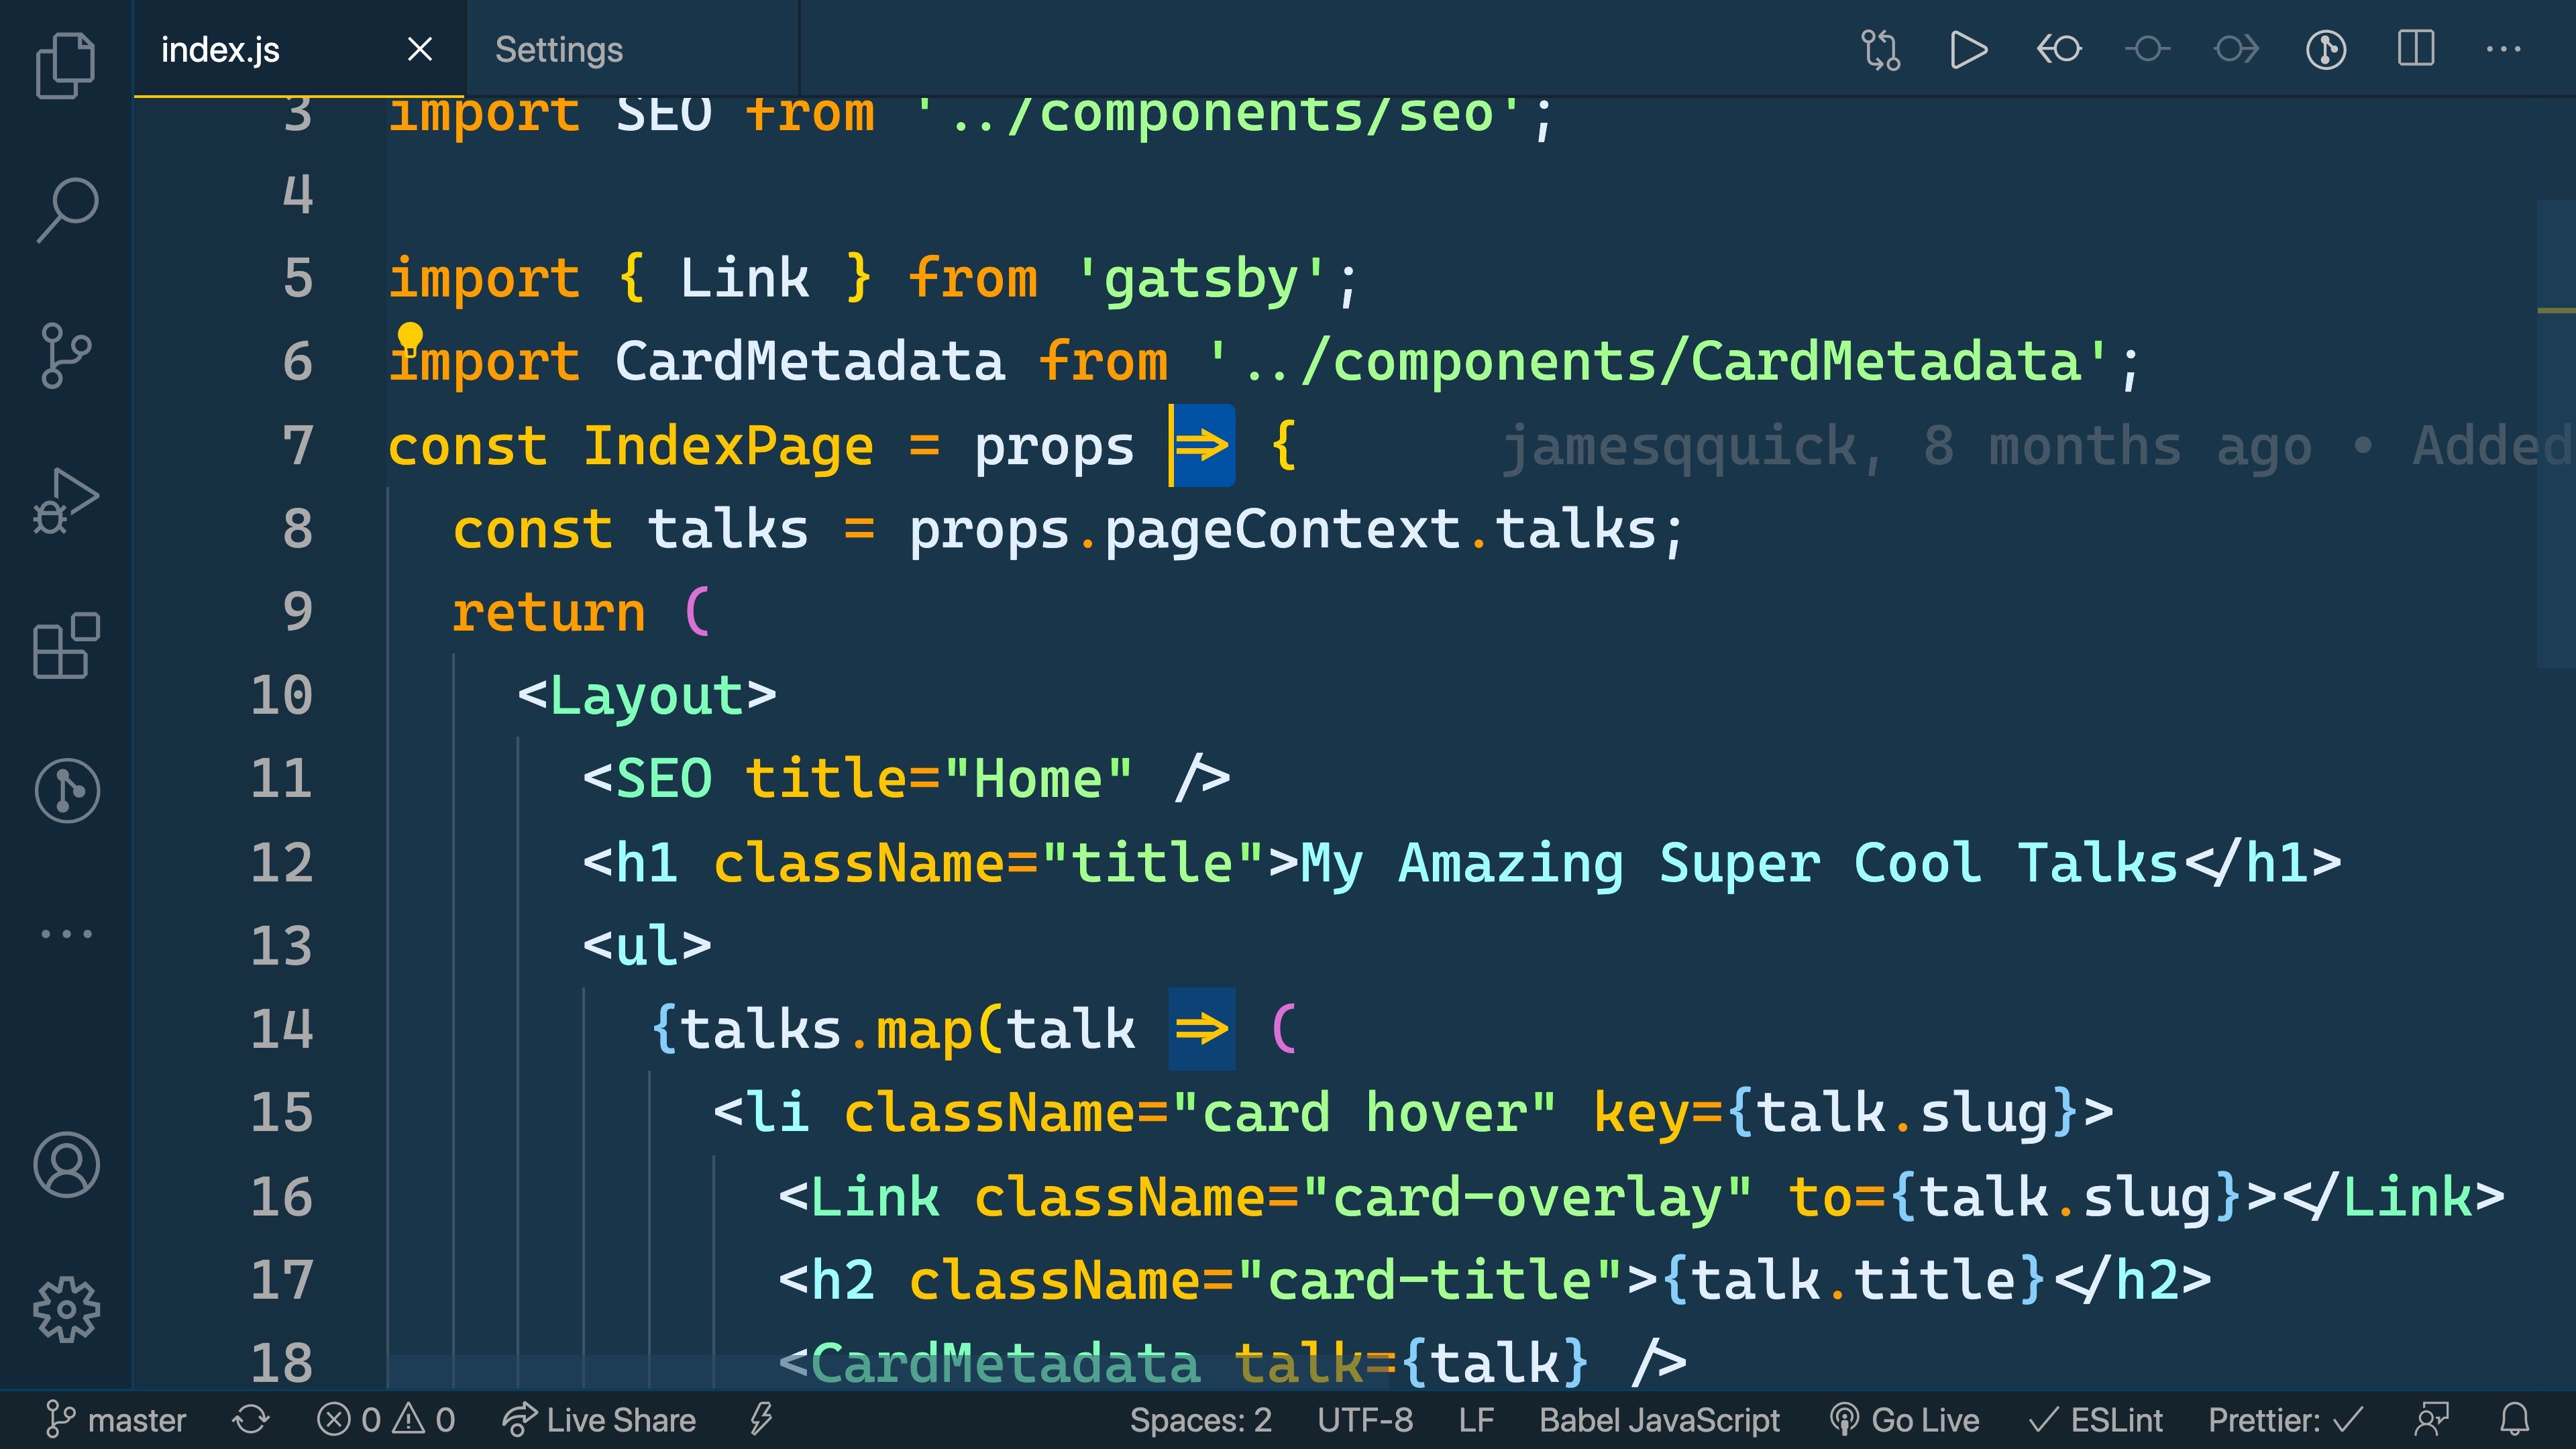 index.js
Settings
3 import SEO from '../components/seo';
4
5 import { Link } from 'gatsby';
6 import CardMetadata from '../components/CardMetadata';
7 const IndexPage = props => { jamesqquick, 8 months ago • Added
8 const talks = props.pageContext.talks;
9 return (
10 <Layout>
11 <SEO title="Home" />
12 <h1 className="title">My Amazing Super Cool Talks</h1>
13 <ul>
14 {talks.map(talk => (
15 <li className="card hover" key={talk.slug}>
16 <Link className="card-overlay" to={talk.slug}></Link>
17 <h2 className="card-title">{talk.title}</h2>
18 <CardMetadata talk={talk} />
master 0 0 Live Share Spaces: 2 UTF-8 LF Babel JavaScript Go Live ESLint Prettier: